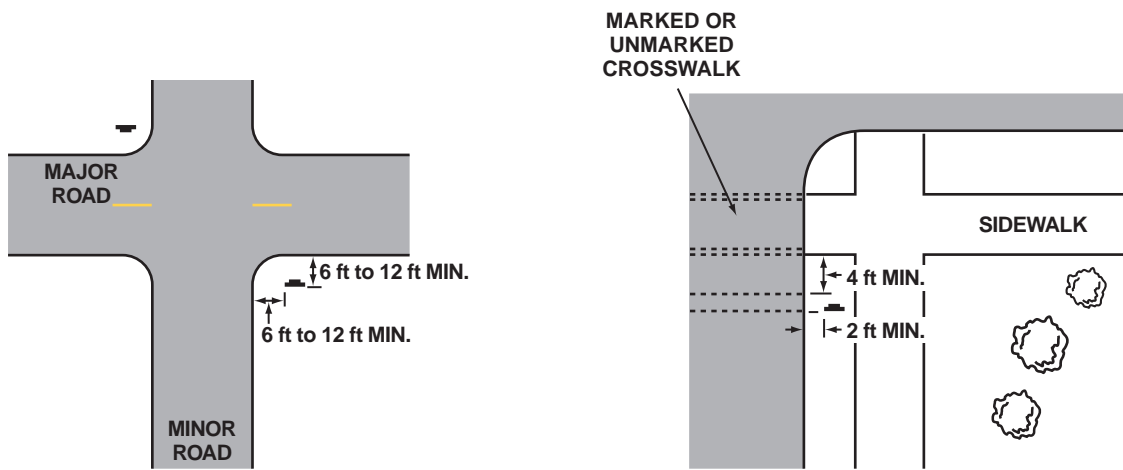 MAJOR
ROAD
6 ft to 12 ft MIN.
6 ft to 12 ft MIN.
MINOR
ROAD
MARKED OR
UNMARKED
CROSSWALK
SIDEWALK
4 ft MIN.
2 ft MIN.